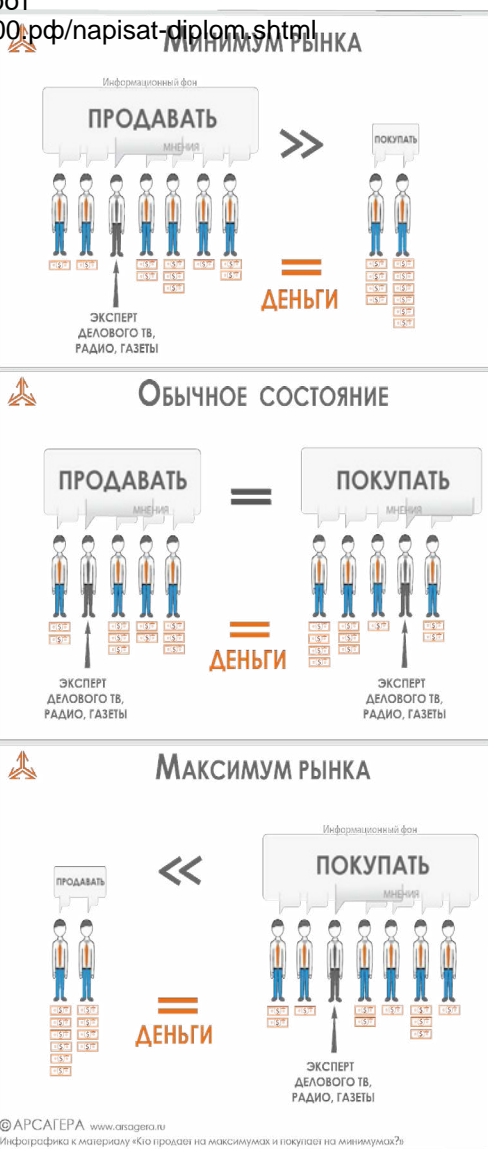 00.рф/napisat-diplom.shtml
МИНИМУМ РЫНКА
Информационный фон
ПРОДАВАТЬ
МНЕНИЯ
>>
ПОКУПАТЬ
=
ДЕНЬГИ
ЭКСПЕРТ
ДЕЛОВОГО ТВ,
РАДИО, ГАЗЕТЫ
ОБЫЧНОЕ СОСТОЯНИЕ
ПРОДАВАТЬ
МНЕНИЯ
=
ПОКУПАТЬ
МНЕНИЯ
=
ДЕНЬГИ
ЭКСПЕРТ
ДЕЛОВОГО ТВ,
РАДИО, ГАЗЕТЫ
ЭКСПЕРТ
ДЕЛОВОГО ТВ,
РАДИО, ГАЗЕТЫ
МАКСИМУМ РЫНКА
Информационный фон
ПРОДАВАТЬ
<<
ПОКУПАТЬ
МНЕНИЯ
=
ДЕНЬГИ
ЭКСПЕРТ
ДЕЛОВОГО ТВ,
РАДИО, ГАЗЕТЫ
© АРСАГЕРА www.arsagera.ru
Инфографика к материалу «Кто продает на максимумах и покупает на минимумах?»